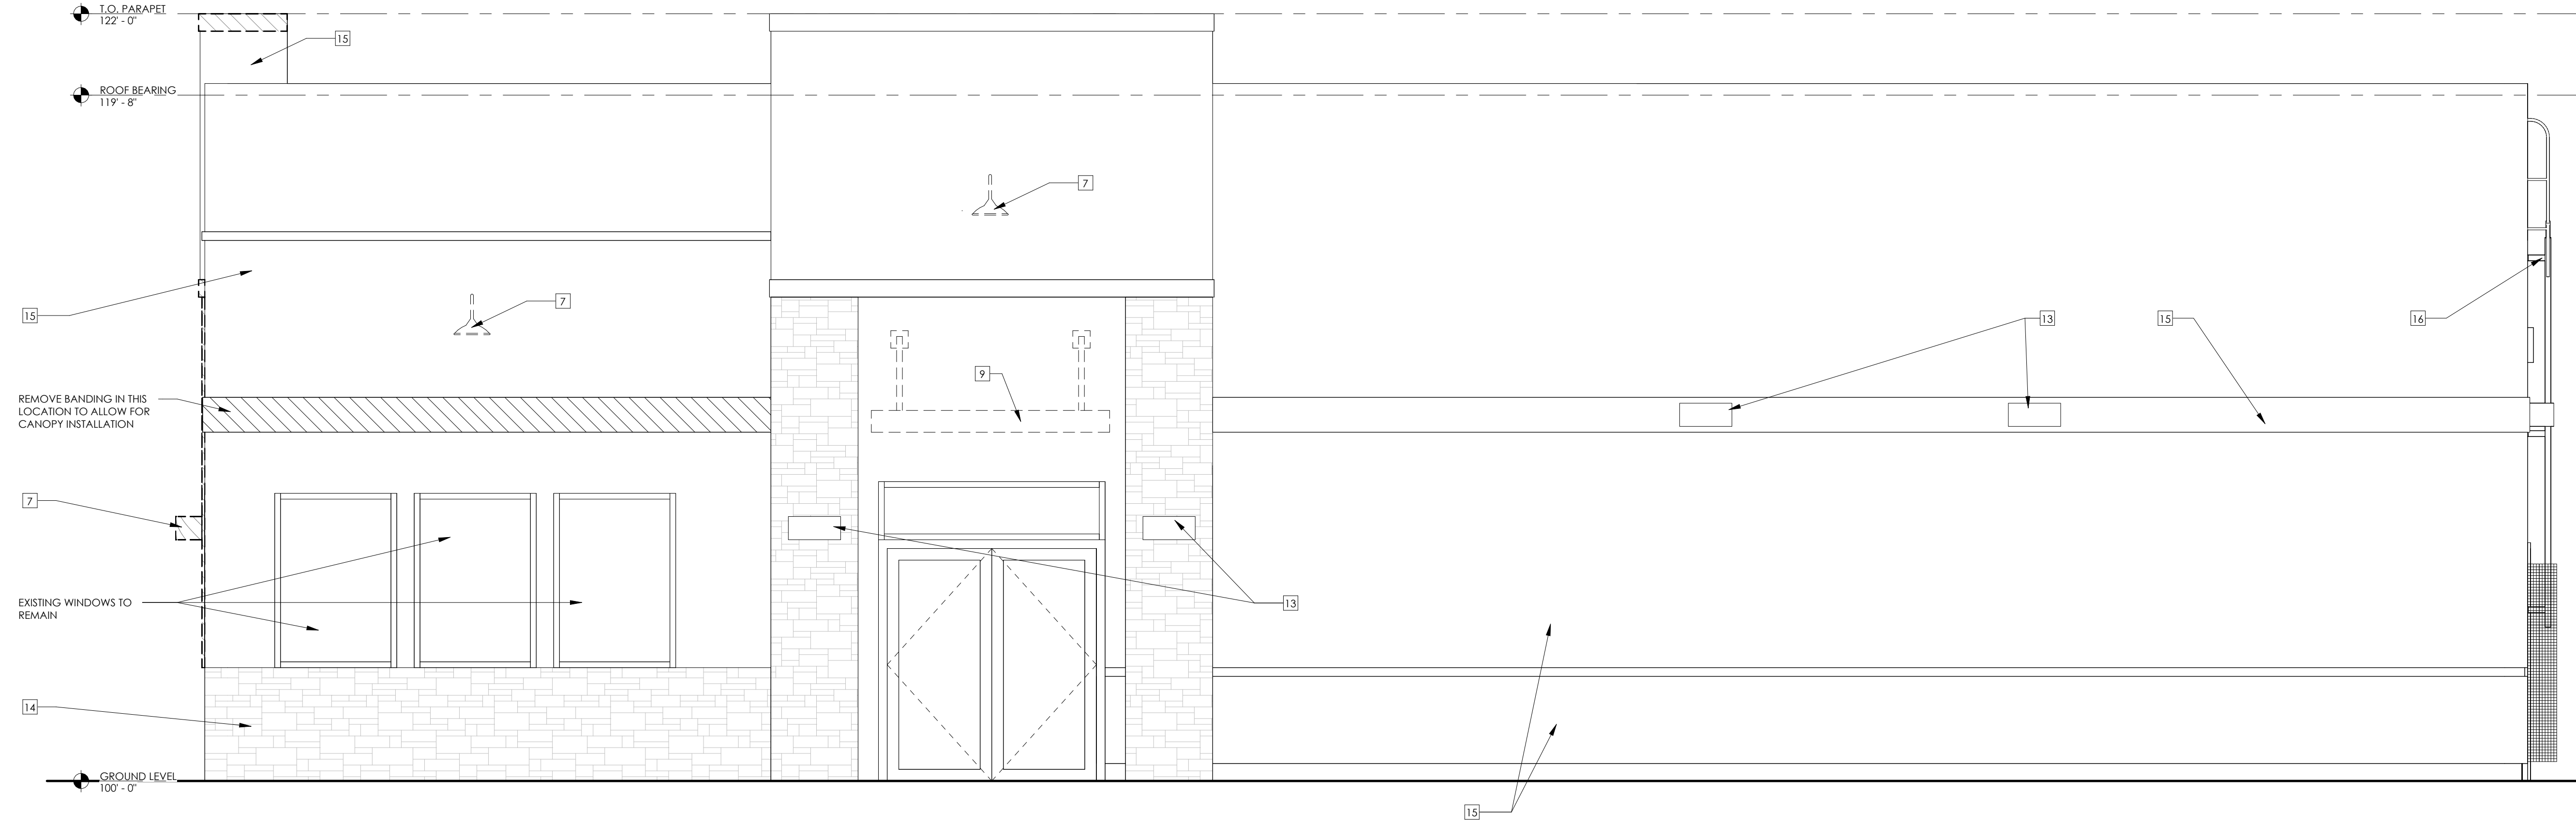 T.O. PARAPET
122' - 0"
15
ROOF BEARING
119' - 8"
7
15
7
13
15
16
9
REMOVE BANDING IN THIS
LOCATION TO ALLOW FOR
CANOPY INSTALLATION
7
EXISTING WINDOWS TO
REMAIN
13
14
GROUND LEVEL
100' - 0"
15